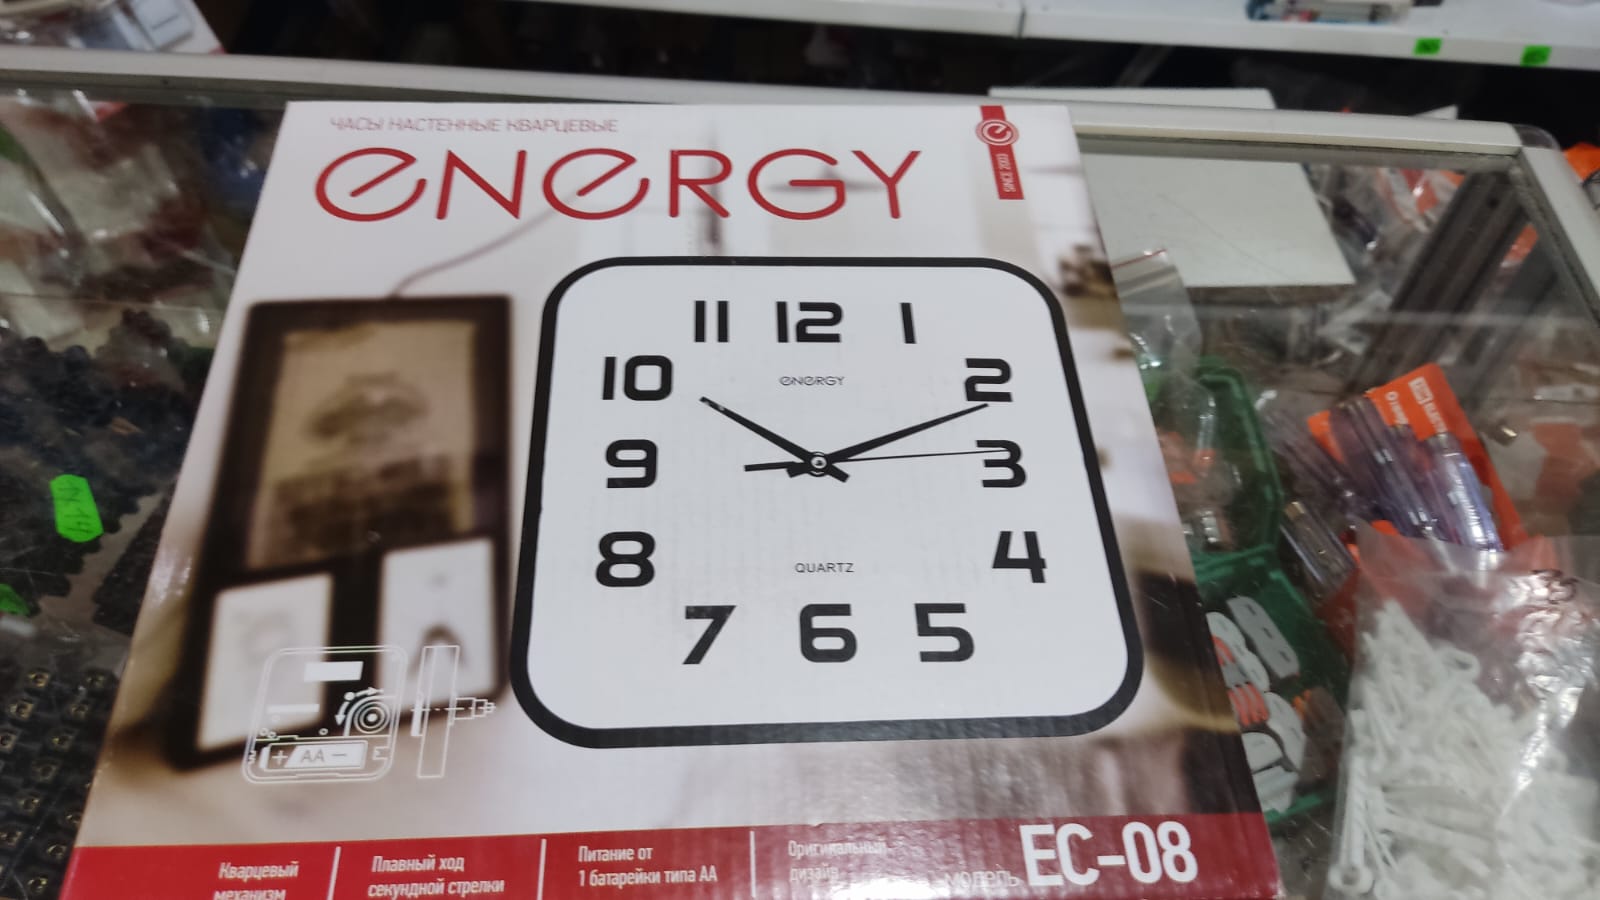 ЧАСЫ НАСТЕННЫЕ КВАРЦЕВЫЕ
eNeRGY
SINCE 2003
11 12 1
10 2
eNeRGY
9 3
8 4
QUARTZ
7 6 5
+ AA −
Кварцевый
механизм
Плавный ход
секундной стрелки
Питание от
1 батарейки типа АА
Оригинальный
дизайн
МОДЕЛЬ EC-08